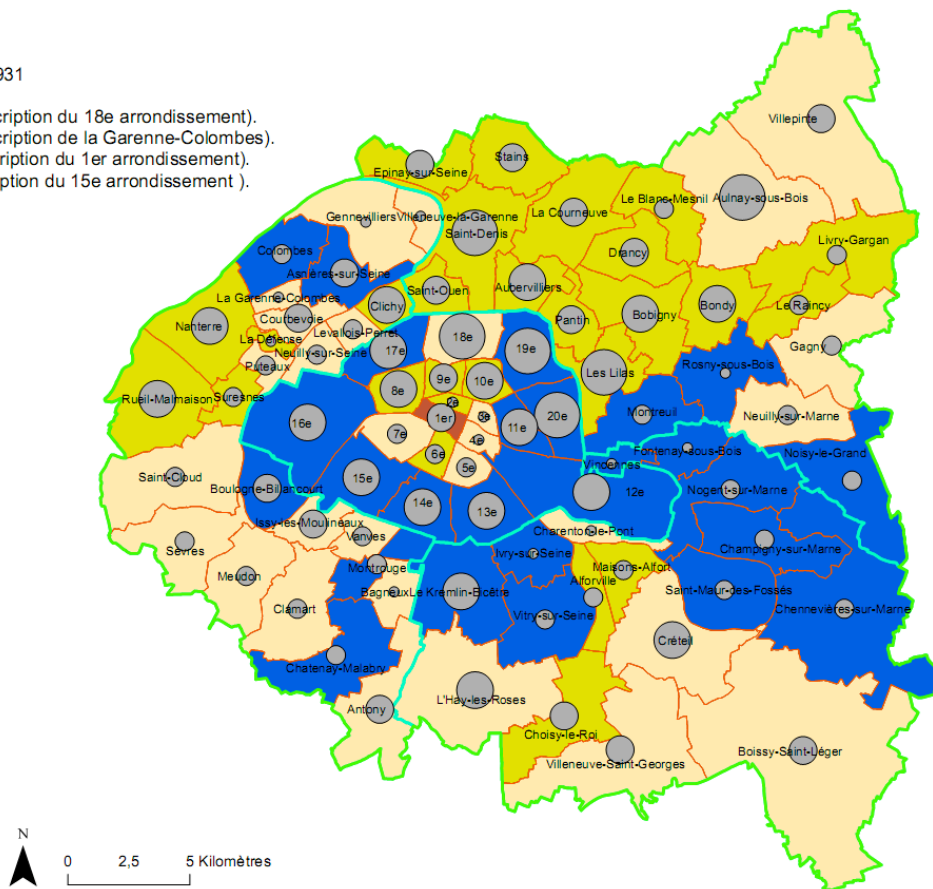 931
cription du 18e arrondissement).
cription de la Garenne-Colombes).
ription du 1er arrondissement).
ption du 15e arrondissement ).
Villepinte
Stains
Epinay-sur-Seine
Le Blanc-Mesnil
Aulnay-sous-Bois
Gennevilliers
Villeneuve-la-Garenne
La Courneuve
Saint-Denis
Livry-Gargan
Colombes
Drancy
Asnières-sur-Seine
Saint-Ouen
Aubervilliers
La Garenne-Colombes
Clichy
Bondy
Le Raincy
Courbevoie
Pantin
Bobigny
Nanterre
Levallois-Perret
La Défense
18e
Gagny
Neuilly-sur-Seine
17e
19e
Puteaux
Les Lilas
Rosny-sous-Bois
9e
10e
8e
Rueil-Malmaison
Suresnes
2e
Montreuil
Neuilly-sur-Marne
1er
3e
20e
16e
11e
7e
4e
Fontenay-sous-Bois
Noisy-le-Grand
6e
5e
Vincennes
Saint-Cloud
15e
Boulogne-Billancourt
12e
Nogent-sur-Marne
14e
13e
Issy-les-Moulineaux
Charenton-le-Pont
Vanves
Champigny-sur-Marne
Sèvres
Ivry-sur-Seine
Montrouge
Maisons-Alfort
Meudon
Alforville
Saint-Maur-des-Fossés
Bagneux
Le Kremlin-Bicêtre
Clamart
Chennevières-sur-Marne
Vitry-sur-Seine
Créteil
Chatenay-Malabry
L'Hay-les-Roses
Antony
Choisy-le-Roi
Boissy-Saint-Léger
Villeneuve-Saint-Georges
N
0 2,5 5 Kilomètres